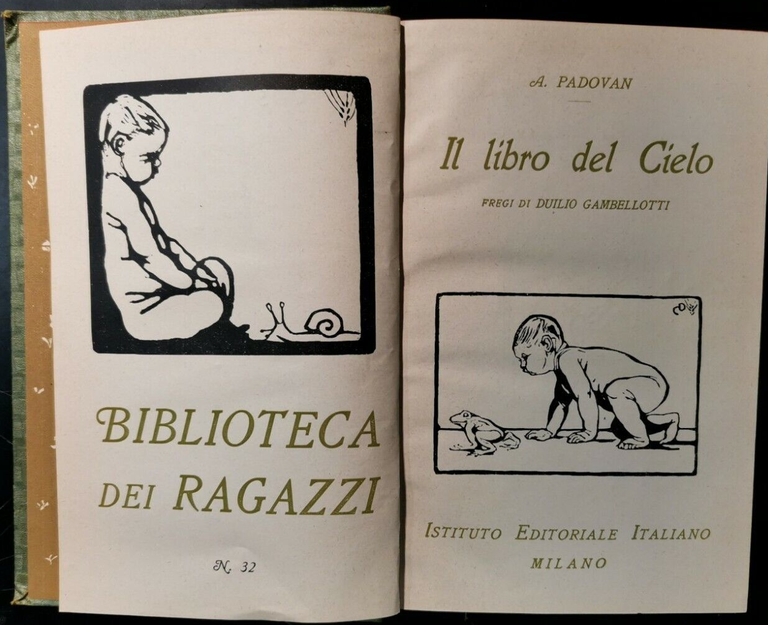 BIBLIOTECA
DEI RAGAZZI
N. 32
A. PADOVAN
Il libro del Cielo
FREGI DI DUILIO GAMBELLOTTI
ISTITUTO EDITORIALE ITALIANO
MILANO